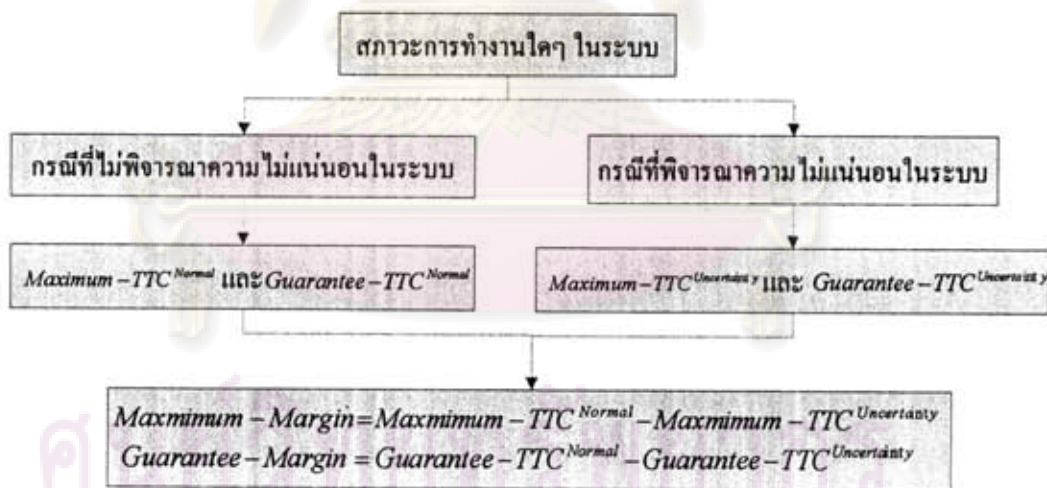 สภาวะการทำงานใดๆ ในระบบ
กรณีที่ไม่พิจารณาความไม่แน่นอนในระบบ
กรณีที่พิจารณาความไม่แน่นอนในระบบ
Maximum-TTC^Normal และ Guarantee-TTC^Normal
Maximum-TTC^Uncertainty และ Guarantee-TTC^Uncertainty
Maxmimum-Margin=Maxmimum-TTC^Normal-Maxmimum-TTC^Uncertainty
Guarantee-Margin=Guarantee-TTC^Normal-Guarantee-TTC^Uncertainty